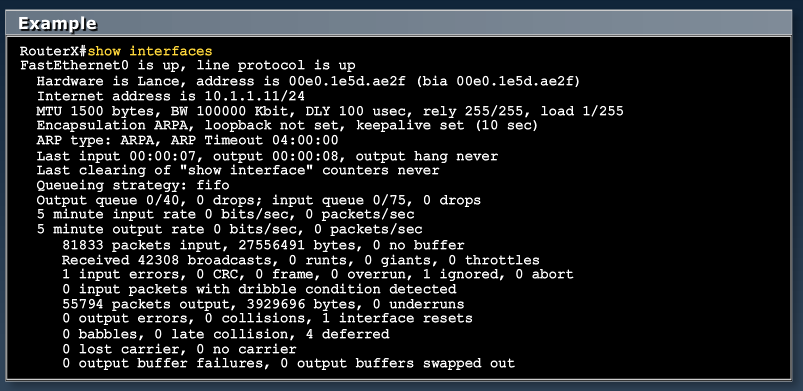 Example
RouterX#show interfaces
FastEthernet0 is up, line protocol is up
Hardware is Lance, address is 00e0.1e5d.ae2f (bia 00e0.1e5d.ae2f)
Internet address is 10.1.1.11/24
MTU 1500 bytes, BW 100000 Kbit, DLY 100 usec, rely 255/255, load 1/255
Encapsulation ARPA, loopback not set, keepalive set (10 sec)
ARP type: ARPA, ARP Timeout 04:00:00
Last input 00:00:07, output 00:00:08, output hang never
Last clearing of "show interface" counters never
Queueing strategy: fifo
Output queue 0/40, 0 drops; input queue 0/75, 0 drops
5 minute input rate 0 bits/sec, 0 packets/sec
5 minute output rate 0 bits/sec, 0 packets/sec
81833 packets input, 27556491 bytes, 0 no buffer
Received 42308 broadcasts, 0 runts, 0 giants, 0 throttles
1 input errors, 0 CRC, 0 frame, 0 overrun, 1 ignored, 0 abort
0 input packets with dribble condition detected
55794 packets output, 3929696 bytes, 0 underruns
0 output errors, 0 collisions, 1 interface resets
0 babbles, 0 late collision, 4 deferred
0 lost carrier, 0 no carrier
0 output buffer failures, 0 output buffers swapped out